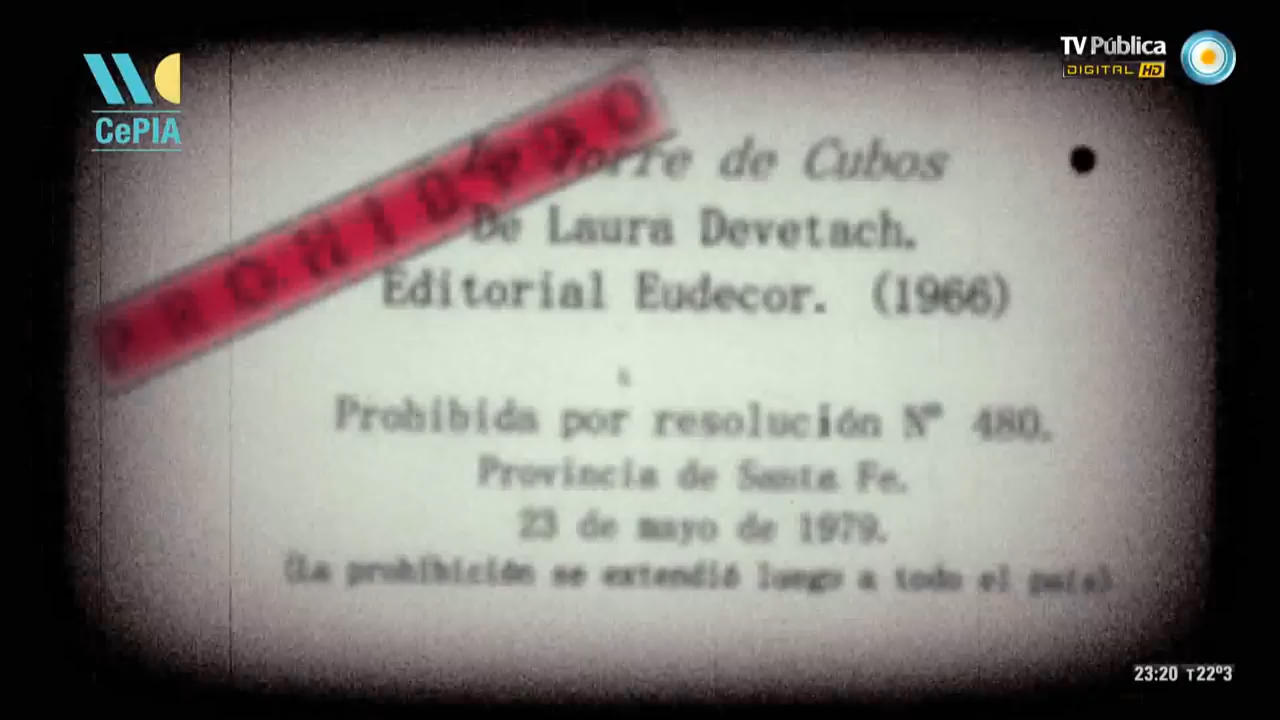 CePIA
TV Pública
DIGITAL HD
PROHIBIDO
La Torre de Cubos
De Laura Devetach.
Editorial Eudecor. (1966)
Prohibida por resolución Nº 480.
Provincia de Santa Fe.
23 de mayo de 1979.
(La prohibición se extendió luego a todo el país)
23:20 T22º3